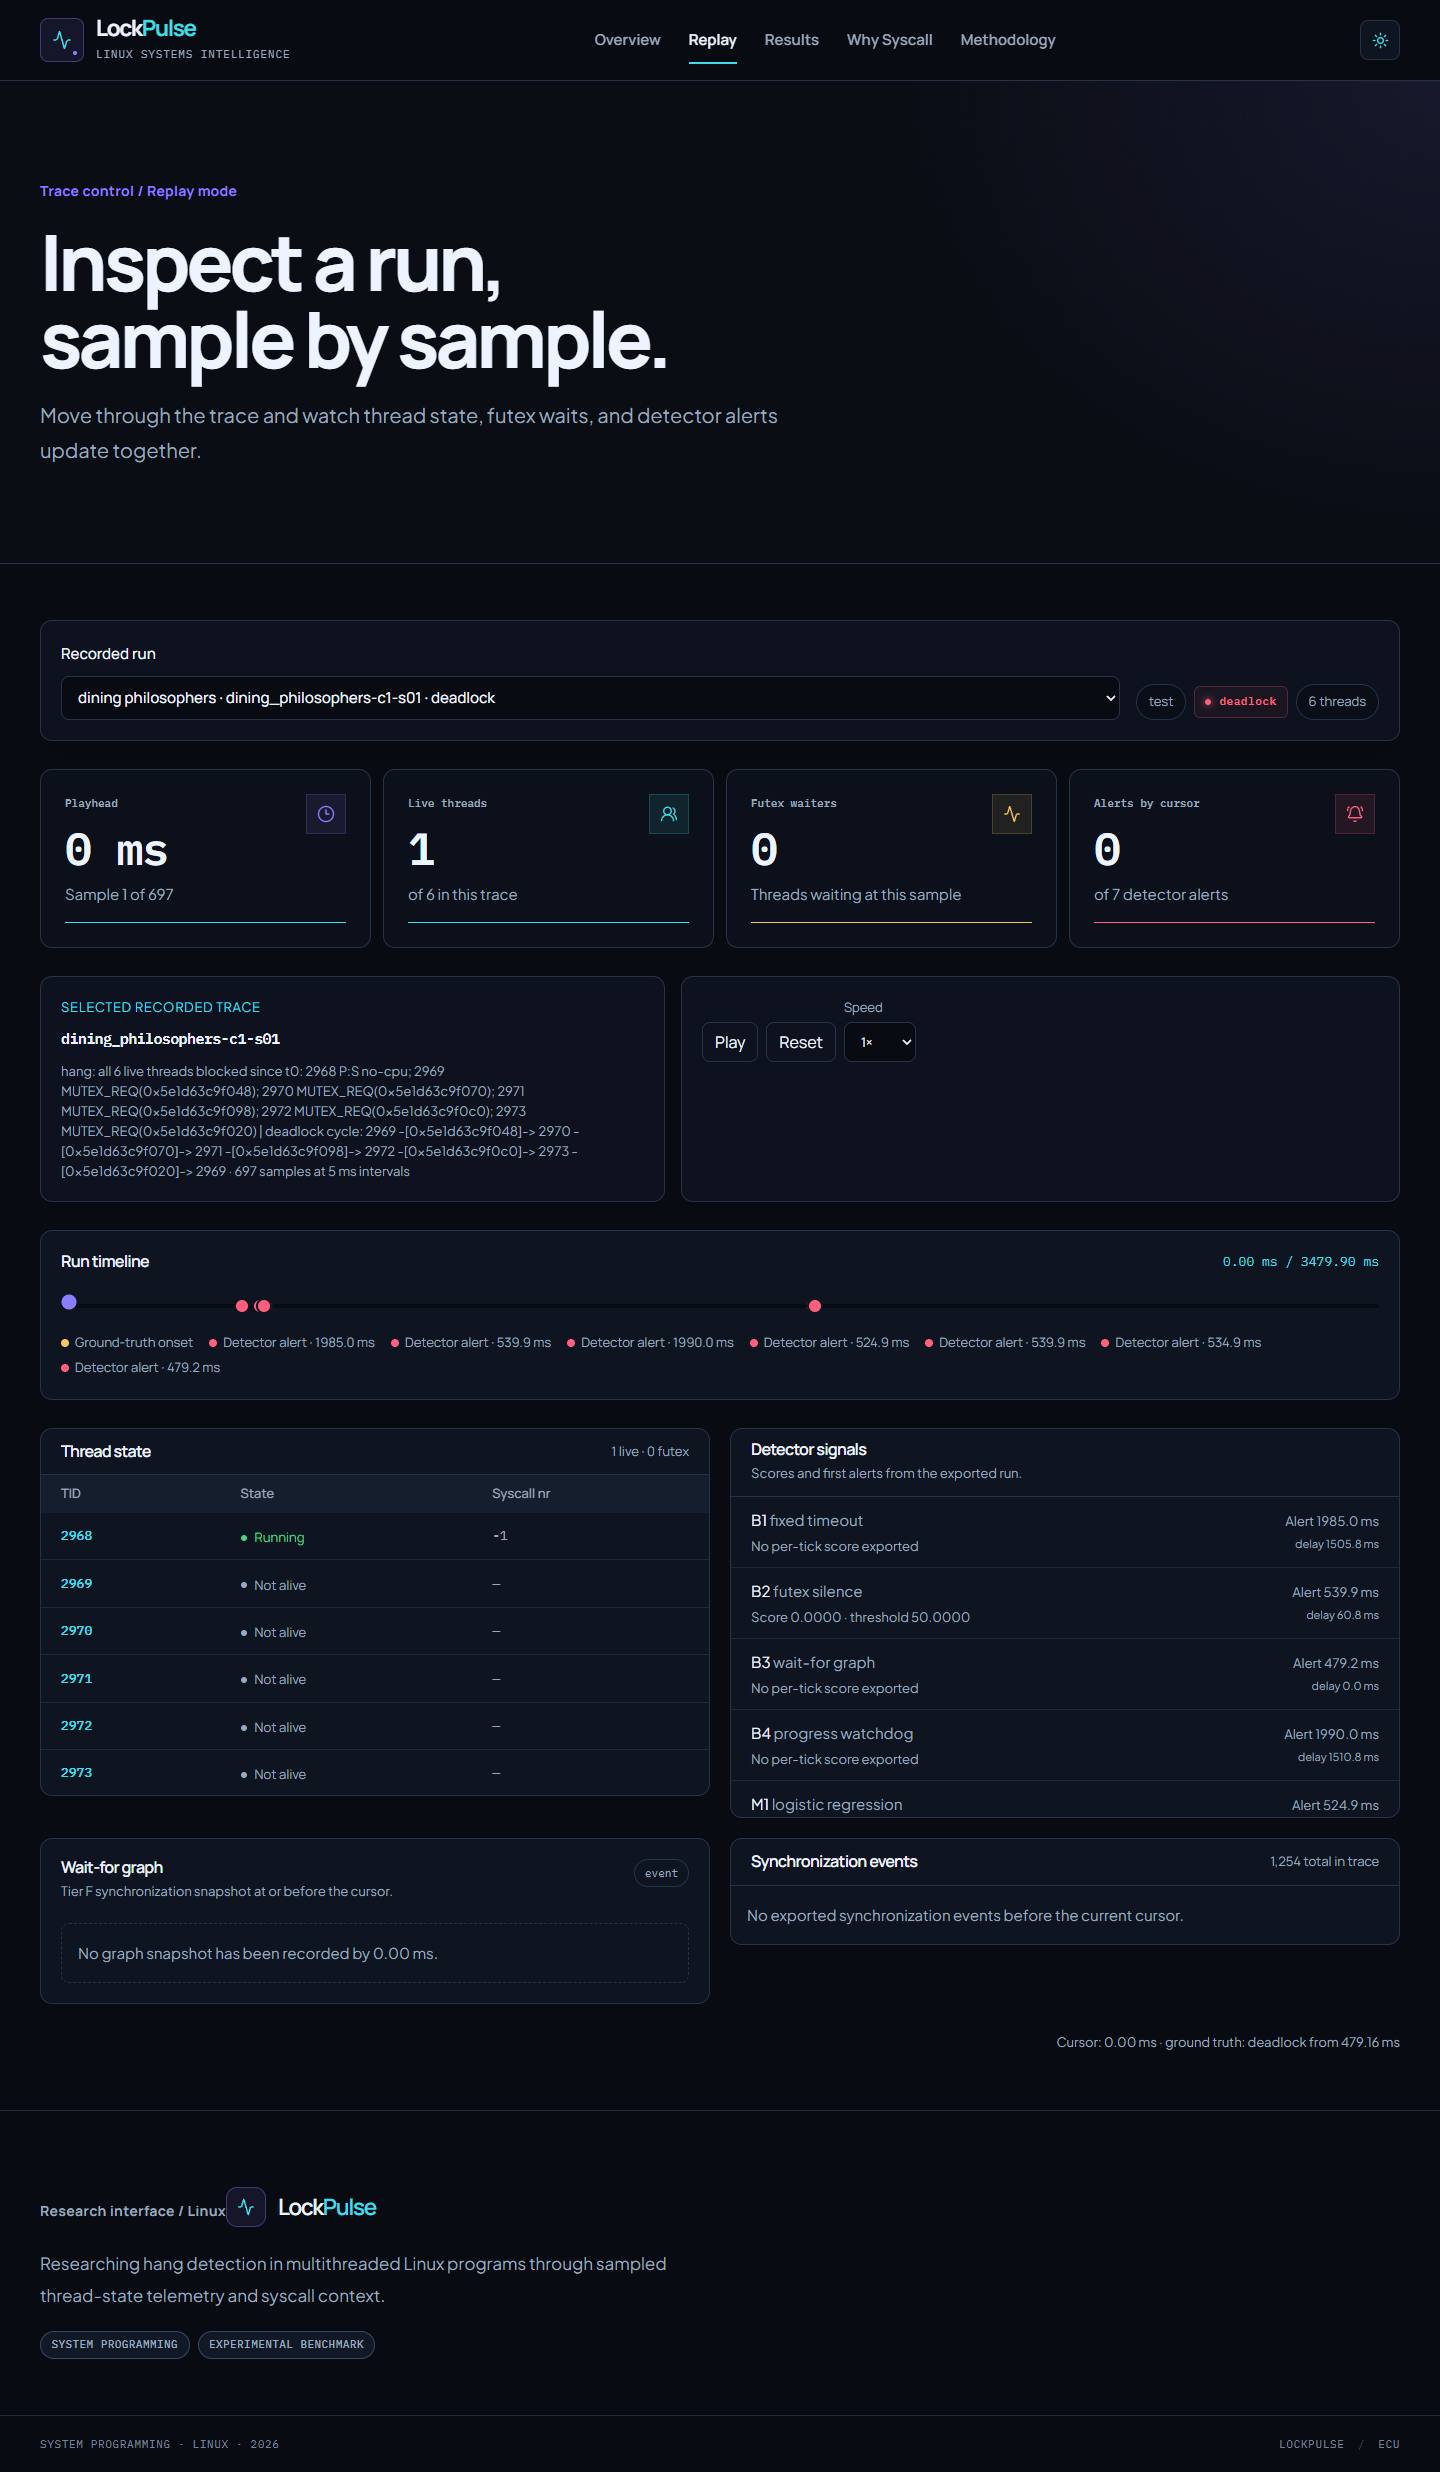 LockPulse
LINUX SYSTEMS INTELLIGENCE
Overview
Replay
Results
Why Syscall
Methodology
Trace control / Replay mode
Inspect a run,
sample by sample.
Move through the trace and watch thread state, futex waits, and detector alerts
update together.
Recorded run
dining philosophers · dining_philosophers-c1-s01 · deadlock
test
deadlock
6 threads
Playhead
0 ms
Sample 1 of 697
Live threads
1
of 6 in this trace
Futex waiters
0
Threads waiting at this sample
Alerts by cursor
0
of 7 detector alerts
SELECTED RECORDED TRACE
dining_philosophers-c1-s01
hang: all 6 live threads blocked since t0: 2968 P:S no-cpu; 2969
MUTEX_REQ(0x5e1d63c9f048); 2970 MUTEX_REQ(0x5e1d63c9f070); 2971
MUTEX_REQ(0x5e1d63c9f098); 2972 MUTEX_REQ(0x5e1d63c9f0c0); 2973
MUTEX_REQ(0x5e1d63c9f020) | deadlock cycle: 2969 -[0x5e1d63c9f048]-> 2970 -
[0x5e1d63c9f070]-> 2971 -[0x5e1d63c9f098]-> 2972 -[0x5e1d63c9f0c0]-> 2973 -
[0x5e1d63c9f020]-> 2969 · 697 samples at 5 ms intervals
Speed
Play
Reset
1×
Run timeline
0.00 ms / 3479.90 ms
Ground-truth onset
Detector alert · 1985.0 ms
Detector alert · 539.9 ms
Detector alert · 1990.0 ms
Detector alert · 524.9 ms
Detector alert · 539.9 ms
Detector alert · 534.9 ms
Detector alert · 479.2 ms
Thread state
1 live · 0 futex
TID State Syscall nr
2968 Running -1
2969 Not alive —
2970 Not alive —
2971 Not alive —
2972 Not alive —
2973 Not alive —
Detector signals
Scores and first alerts from the exported run.
B1 fixed timeout Alert 1985.0 ms
No per-tick score exported delay 1505.8 ms
B2 futex silence Alert 539.9 ms
Score 0.0000 · threshold 50.0000 delay 60.8 ms
B3 wait-for graph Alert 479.2 ms
No per-tick score exported delay 0.0 ms
B4 progress watchdog Alert 1990.0 ms
No per-tick score exported delay 1510.8 ms
M1 logistic regression Alert 524.9 ms
Wait-for graph
Tier F synchronization snapshot at or before the cursor.
event
No graph snapshot has been recorded by 0.00 ms.
Synchronization events
1,254 total in trace
No exported synchronization events before the current cursor.
Cursor: 0.00 ms · ground truth: deadlock from 479.16 ms
Research interface / Linux
LockPulse
Researching hang detection in multithreaded Linux programs through sampled
thread-state telemetry and syscall context.
SYSTEM PROGRAMMING
EXPERIMENTAL BENCHMARK
SYSTEM PROGRAMMING · LINUX · 2026
LOCKPULSE / ECU